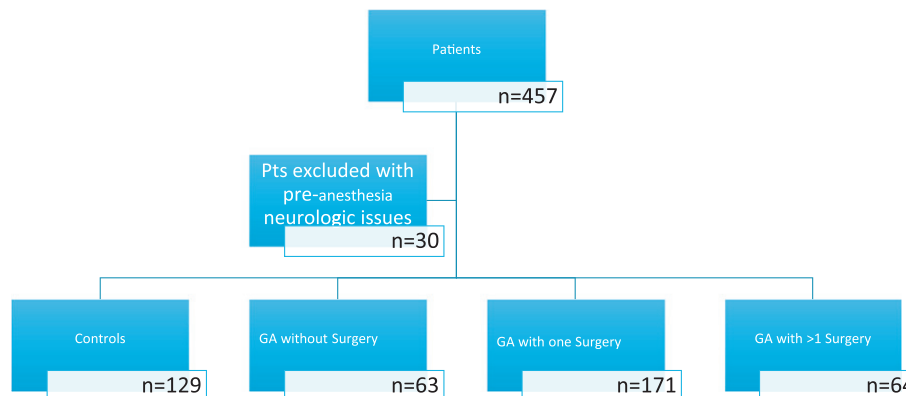 Patients
n=457
Pts excluded with
pre-anesthesia
neurologic issues
n=30
Controls
n=129
GA without Surgery
n=63
GA with one Surgery
n=171
GA with >1 Surgery
n=64